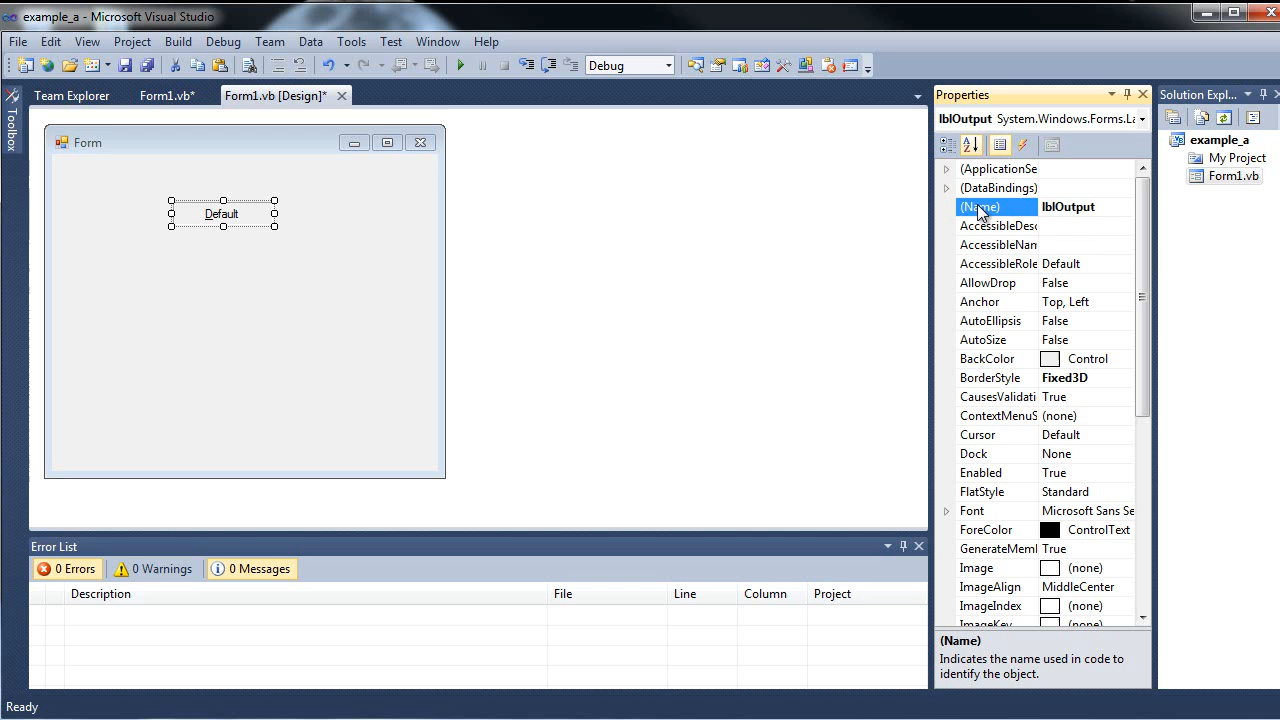 example_a - Microsoft Visual Studio
File Edit View Project Build Debug Team Data Tools Test Window Help
Debug
Toolbox
Team Explorer Form1.vb* Form1.vb [Design]*
Form
Default
Error List
0 Errors 0 Warnings 0 Messages
Description File Line Column Project
Properties
lblOutput System.Windows.Forms.La
(ApplicationSe
(DataBindings)
(Name) lblOutput
AccessibleDesc
AccessibleNam
AccessibleRole Default
AllowDrop False
Anchor Top, Left
AutoEllipsis False
AutoSize False
BackColor Control
BorderStyle Fixed3D
CausesValidati True
ContextMenuS (none)
Cursor Default
Dock None
Enabled True
FlatStyle Standard
Font Microsoft Sans Se
ForeColor ControlText
GenerateMeml True
Image (none)
ImageAlign MiddleCenter
ImageIndex (none)
ImageKey (none)
(Name)
Indicates the name used in code to
identify the object.
Solution Expl...
example_a
My Project
Form1.vb
Ready